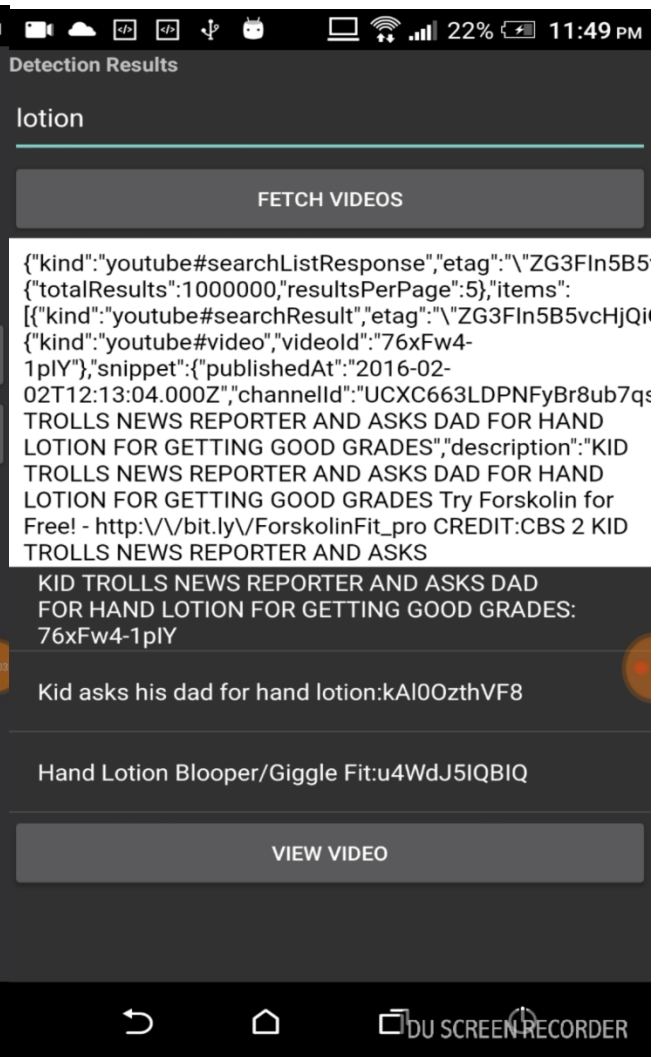 22% 11:49 PM
Detection Results
lotion
FETCH VIDEOS
{"kind":"youtube#searchListResponse","etag":"\"ZG3FIn5B5
{"totalResults":1000000,"resultsPerPage":5},"items":
[{"kind":"youtube#searchResult","etag":"\"ZG3FIn5B5vcHjQi
{"kind":"youtube#video","videoId":"76xFw4-
1pIY"},"snippet":{"publishedAt":"2016-02-
02T12:13:04.000Z","channelId":"UCXC663LDPNFyBr8ub7qs
TROLLS NEWS REPORTER AND ASKS DAD FOR HAND
LOTION FOR GETTING GOOD GRADES","description":"KID
TROLLS NEWS REPORTER AND ASKS DAD FOR HAND
LOTION FOR GETTING GOOD GRADES Try Forskolin for
Free! - http:\/\/bit.ly\/ForskolinFit_pro CREDIT:CBS 2 KID
TROLLS NEWS REPORTER AND ASKS
KID TROLLS NEWS REPORTER AND ASKS DAD
FOR HAND LOTION FOR GETTING GOOD GRADES:
76xFw4-1pIY
Kid asks his dad for hand lotion:kAl0OzthVF8
Hand Lotion Blooper/Giggle Fit:u4WdJ5IQBIQ
VIEW VIDEO
DU SCREEN RECORDER